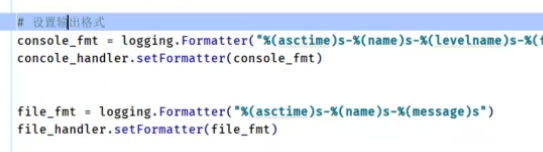 # 设置输出格式
console_fmt = logging.Formatter("%(asctime)s-%(name)s-%(levelname)s-%(f
concole_handler.setFormatter(console_fmt)
file_fmt = logging.Formatter("%(asctime)s-%(name)s-%(message)s")
file_handler.setFormatter(file_fmt)